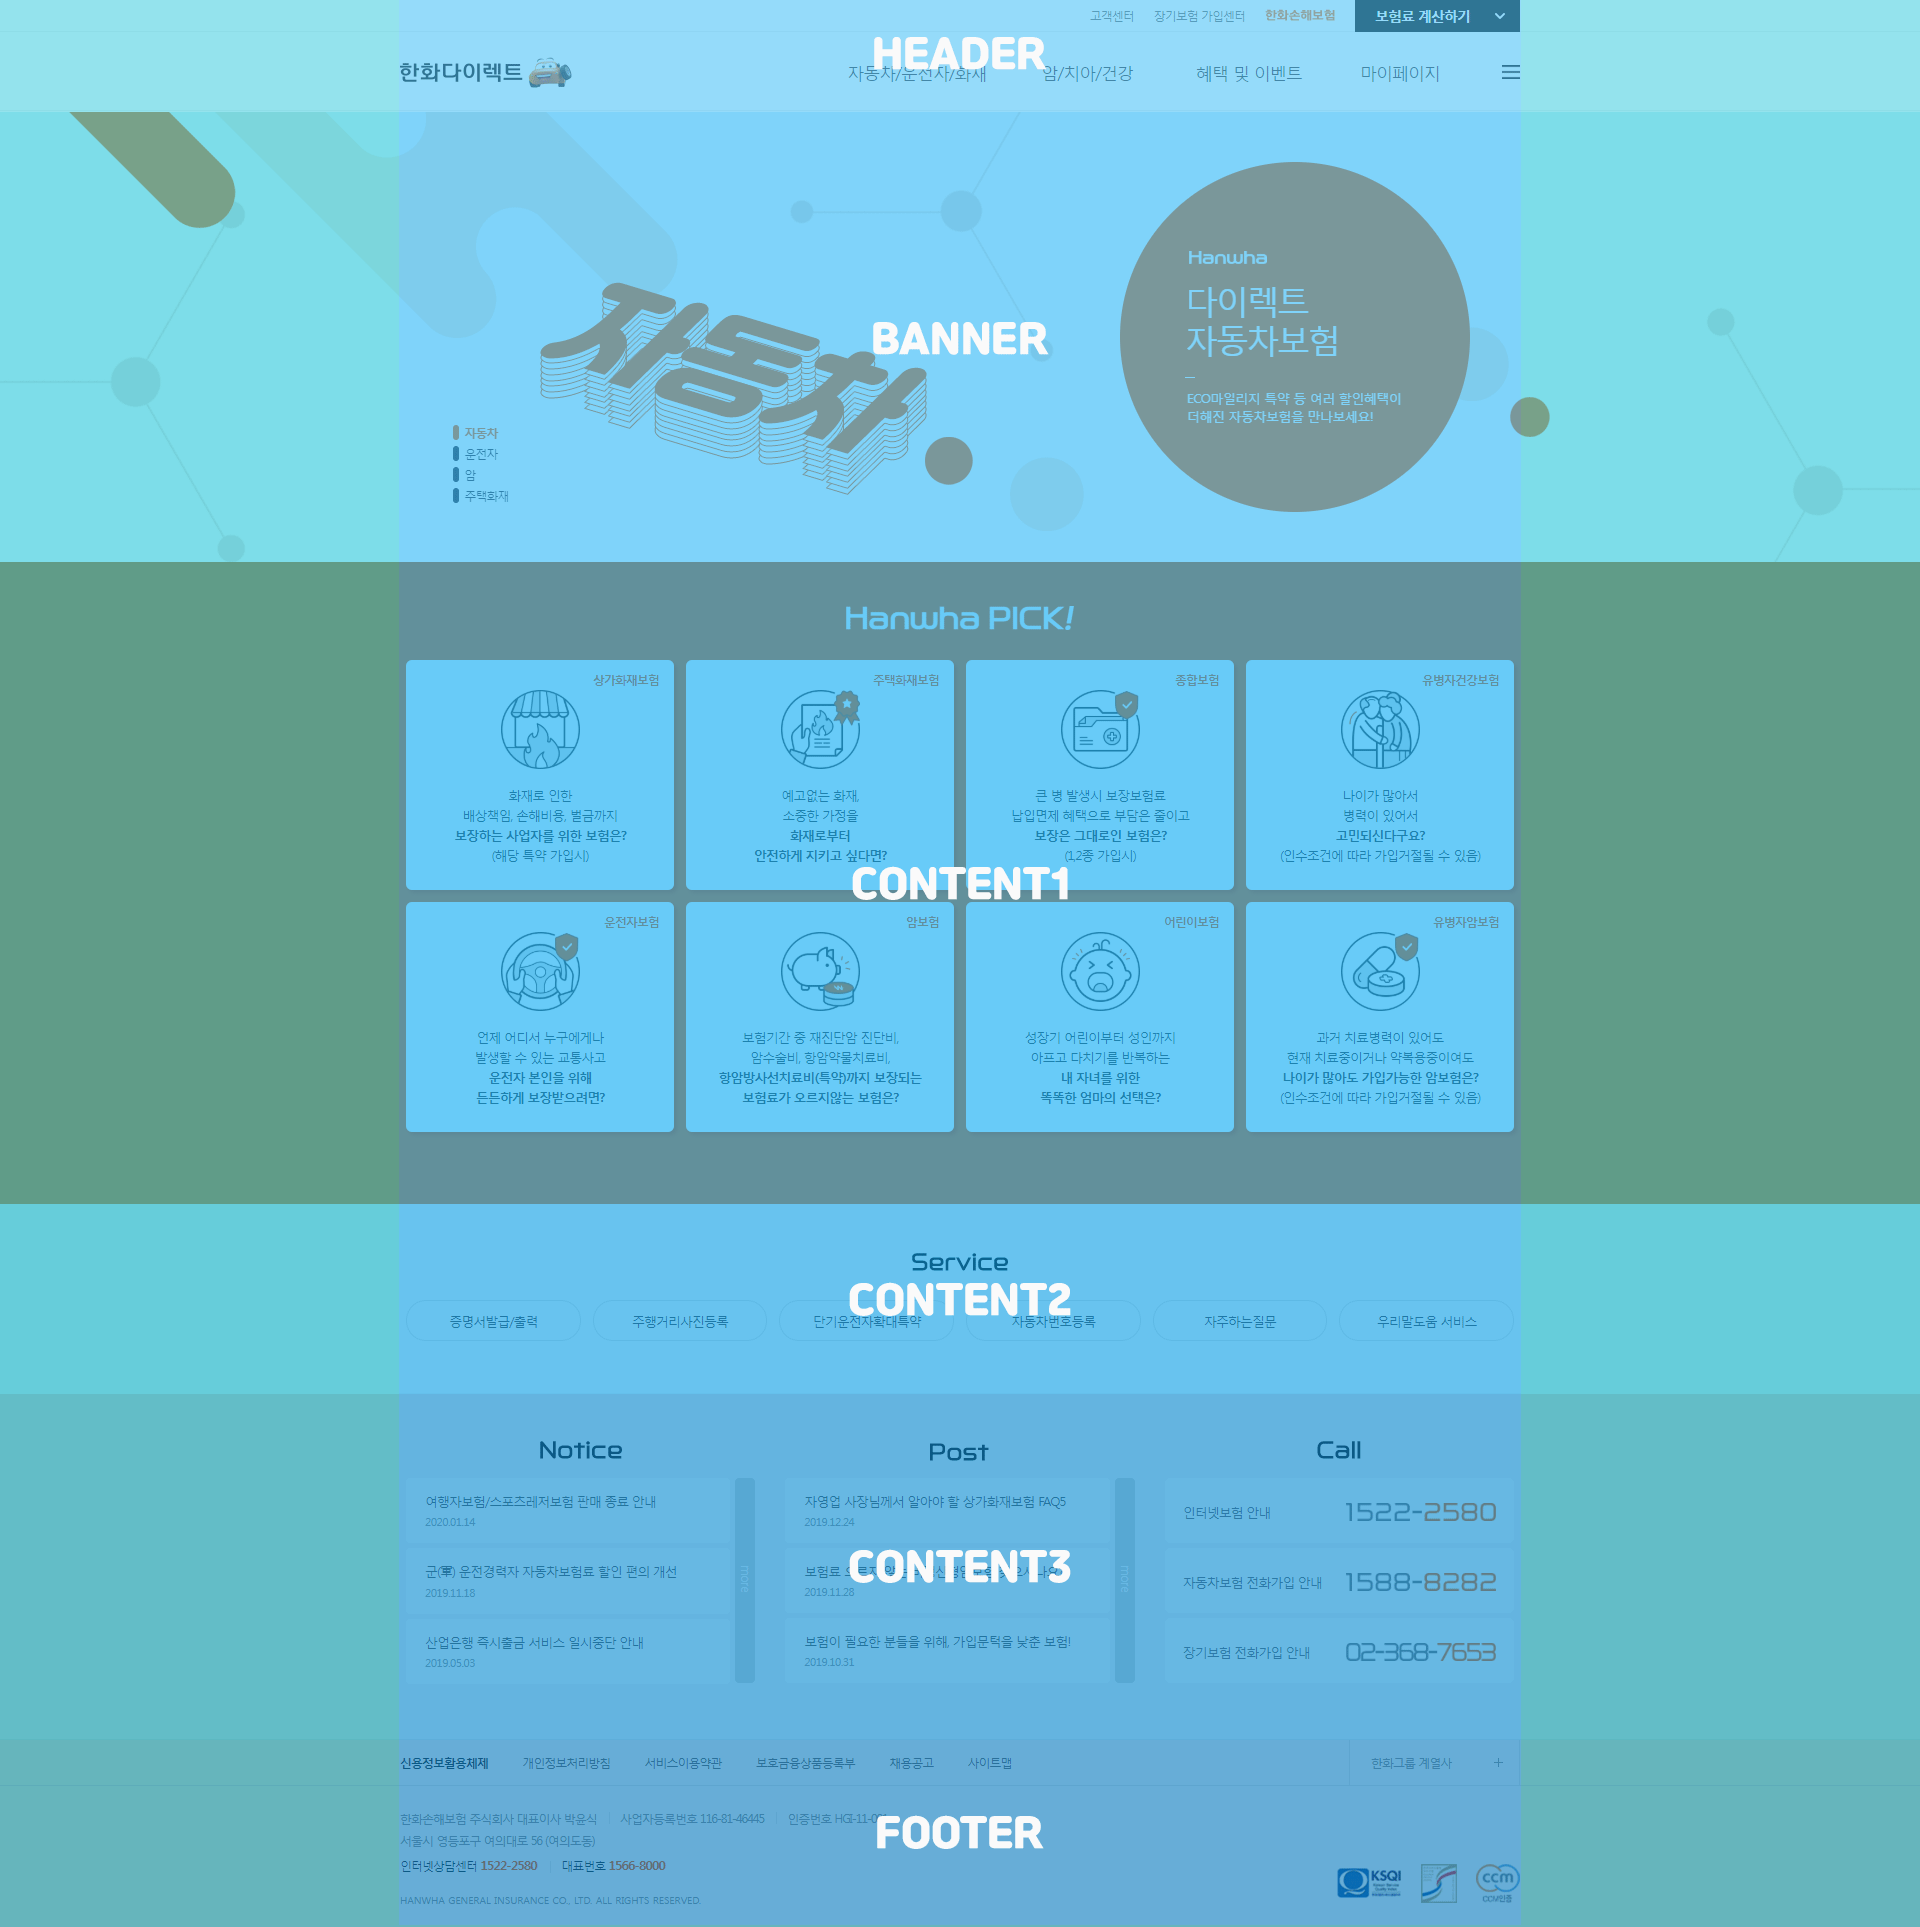 고객센터
장기보험 가입센터
한화손해보험
보험료 계산하기
HEADER
한화다이렉트
자동차/운전자/화재
암/치아/건강
혜택 및 이벤트
마이페이지
Hanwha
다이렉트
자동차보험
ECO마일리지 특약 등 여러 할인혜택이
더해진 자동차보험을 만나보세요!
자동차
BANNER
자동차
운전자
암
주택화재
Hanwha PICK!
상가화재보험
화재로 인한
배상책임, 손해비용, 벌금까지
보장하는 사업자를 위한 보험은?
(해당 특약 가입시)
주택화재보험
예고없는 화재,
소중한 가정을
화재로부터
안전하게 지키고 싶다면?
종합보험
큰 병 발생시 보장보험료
납입면제 혜택으로 부담은 줄이고
보장은 그대로인 보험은?
(1,2종 가입시)
유병자건강보험
나이가 많아서
병력이 있어서
고민되신다구요?
(인수조건에 따라 가입거절될 수 있음)
CONTENT1
운전자보험
언제 어디서 누구에게나
발생할 수 있는 교통사고
운전자 본인을 위해
든든하게 보장받으려면?
암보험
보험기간 중 재진단암 진단비,
암수술비, 항암약물치료비,
항암방사선치료비(특약)까지 보장되는
보험료가 오르지않는 보험은?
어린이보험
성장기 어린이부터 성인까지
아프고 다치기를 반복하는
내 자녀를 위한
똑똑한 엄마의 선택은?
유병자암보험
과거 치료병력이 있어도
현재 치료중이거나 약복용중이여도
나이가 많아도 가입가능한 암보험은?
(인수조건에 따라 가입거절될 수 있음)
Service
CONTENT2
증명서발급/출력
주행거리사진등록
단기운전자확대특약
자동차번호등록
자주하는질문
우리말도움 서비스
Notice
여행자보험/스포츠레저보험 판매 종료 안내
2020.01.14
군(軍) 운전경력자 자동차보험료 할인 편의 개선
2019.11.18
산업은행 즉시출금 서비스 일시중단 안내
2019.05.03
more
Post
자영업 사장님께서 알아야 할 상가화재보험 FAQ5
2019.12.24
보험료
2019.11.28
보험이 필요한 분들을 위해, 가입문턱을 낮춘 보험!
2019.10.31
more
CONTENT3
Call
인터넷보험 안내
1522-2580
자동차보험 전화가입 안내
1588-8282
장기보험 전화가입 안내
02-368-7653
신용정보활용체제
개인정보처리방침
서비스이용약관
보호금융상품등록부
채용공고
사이트맵
한화그룹 계열사 +
한화손해보험 주식회사 대표이사 박윤식
사업자등록번호 116-81-46445
인증번호
서울시 영등포구 여의대로 56 (여의도동)
FOOTER
인터넷상담센터 1522-2580
대표번호 1566-8000
HANWHA GENERAL INSURANCE CO., LTD. ALL RIGHTS RESERVED.
KSQI
ccm
CCM인증